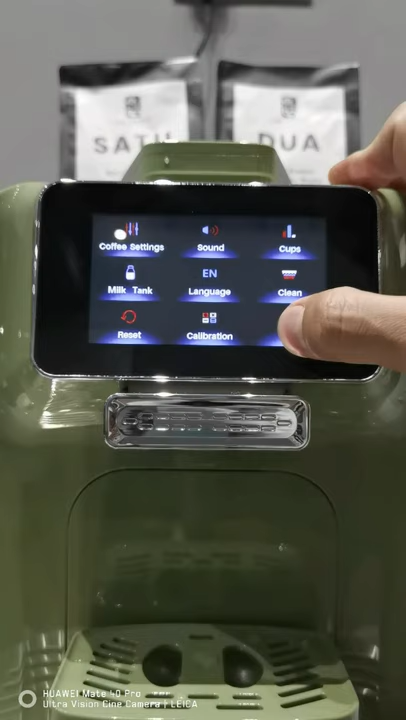 SATU
DUA
Coffee Settings
Sound
Cups
Milk Tank
EN
Language
Clean
Reset
Calibration
HUAWEI Mate 40 Pro
Ultra Vision Cine Camera | LEICA